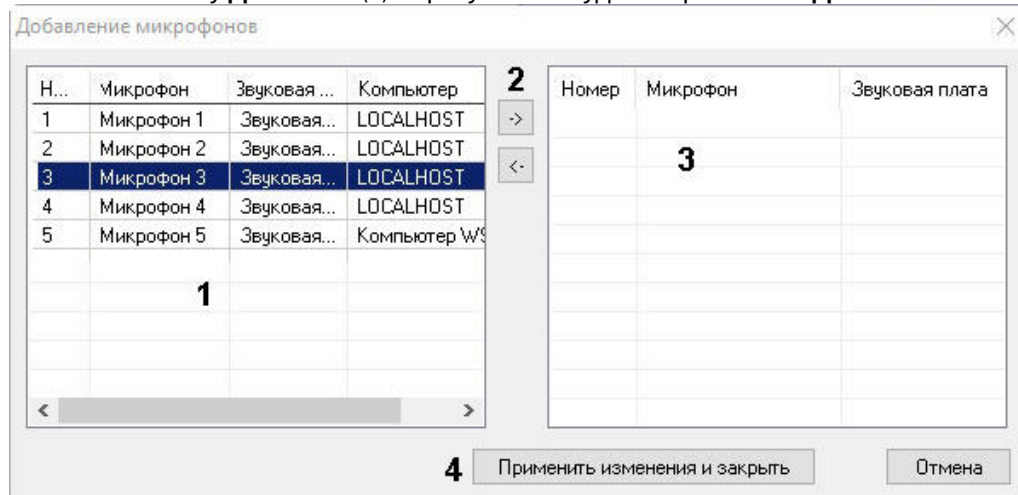 Добавление микрофонов
Н... Микрофон Звуковая ... Компьютер
1 Микрофон 1 Звуковая... LOCALHOST
2 Микрофон 2 Звуковая... LOCALHOST
3 Микрофон 3 Звуковая... LOCALHOST
4 Микрофон 4 Звуковая... LOCALHOST
5 Микрофон 5 Звуковая... Компьютер WS
1
2
->
<-
Номер Микрофон Звуковая плата
3
4 Применить изменения и закрыть Отмена